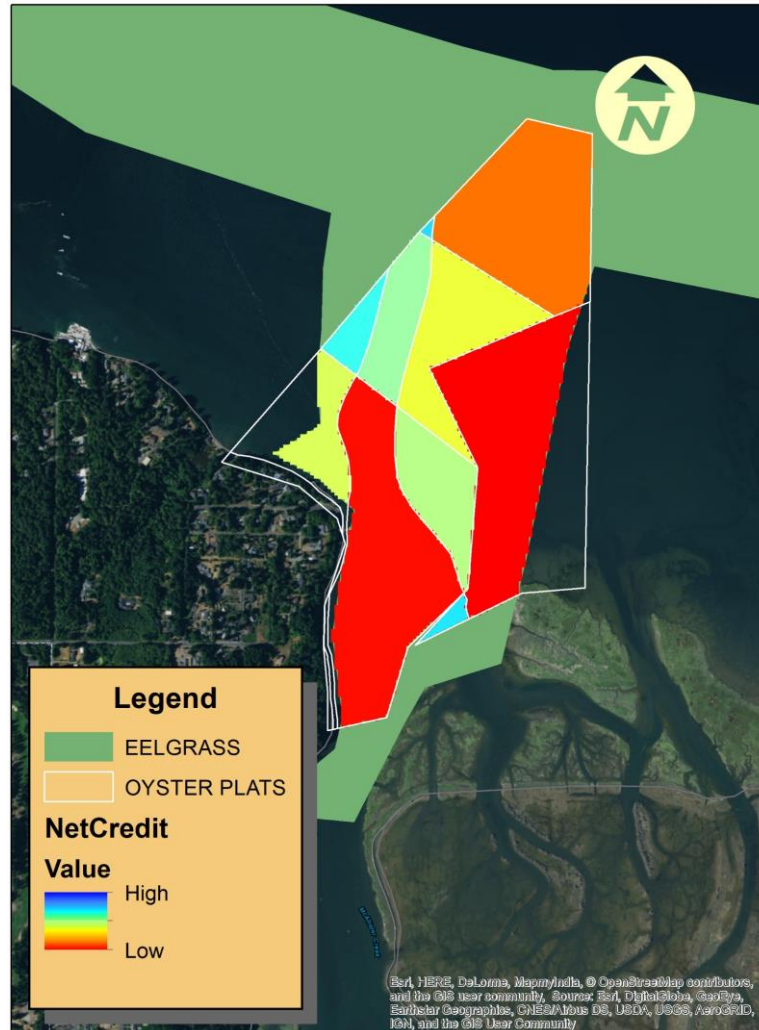 N
Legend
EELGRASS
OYSTER PLATS
NetCredit
Value
High
Low
Esri, HERE, DeLorme, MapmyIndia, © OpenStreetMap contributors,
and the GIS user community, Source: Esri, DigitalGlobe, GeoEye,
Earthstar Geographics, CNES/Airbus DS, USDA, USGS, AeroGRID,
IGN, and the GIS User Community